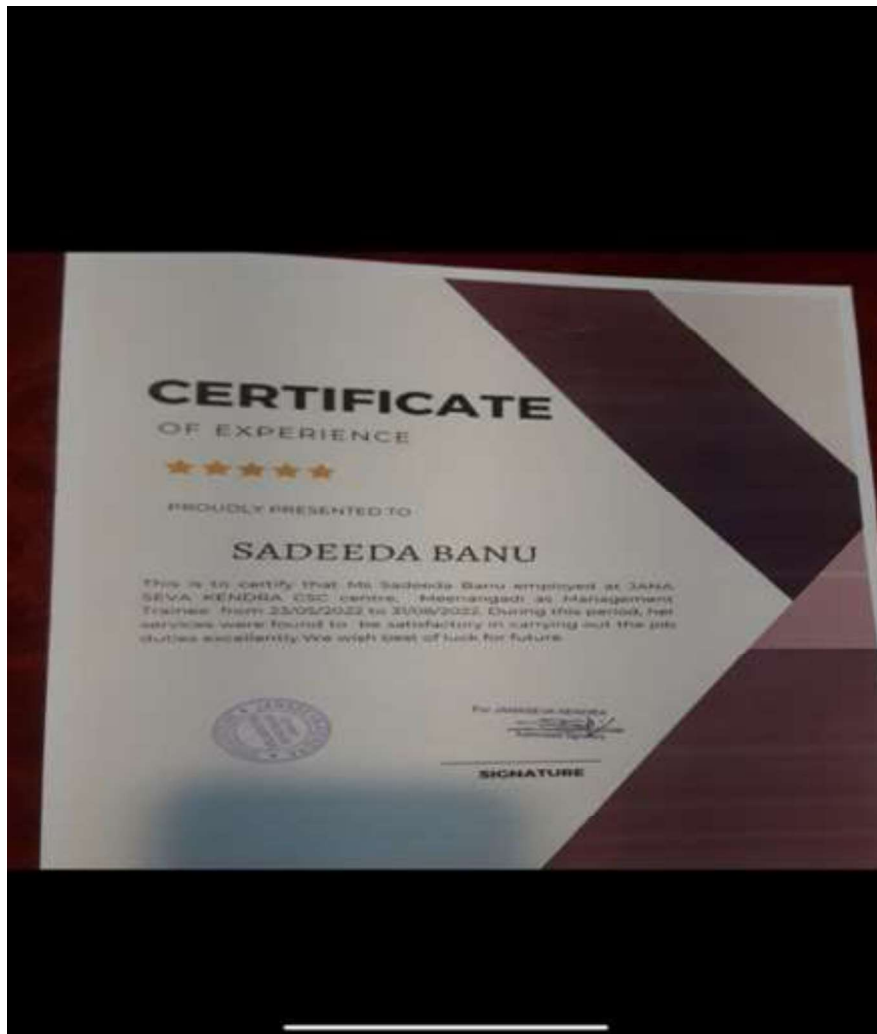 CERTIFICATE
OF EXPERIENCE
PROUDLY PRESENTED TO
SADEEDA BANU
This is to certify that Ms Sadeeda Banu employed at JANA
SEVA KENDRA CSC centre, Meenangadi as Management
Trainee from 23/05/2022 to 31/08/2022. During this period, her
services were found to be satisfactory in carrying out the job
duties excellently. We wish best of luck for future
For JANASEVA KENDRA
SIGNATURE